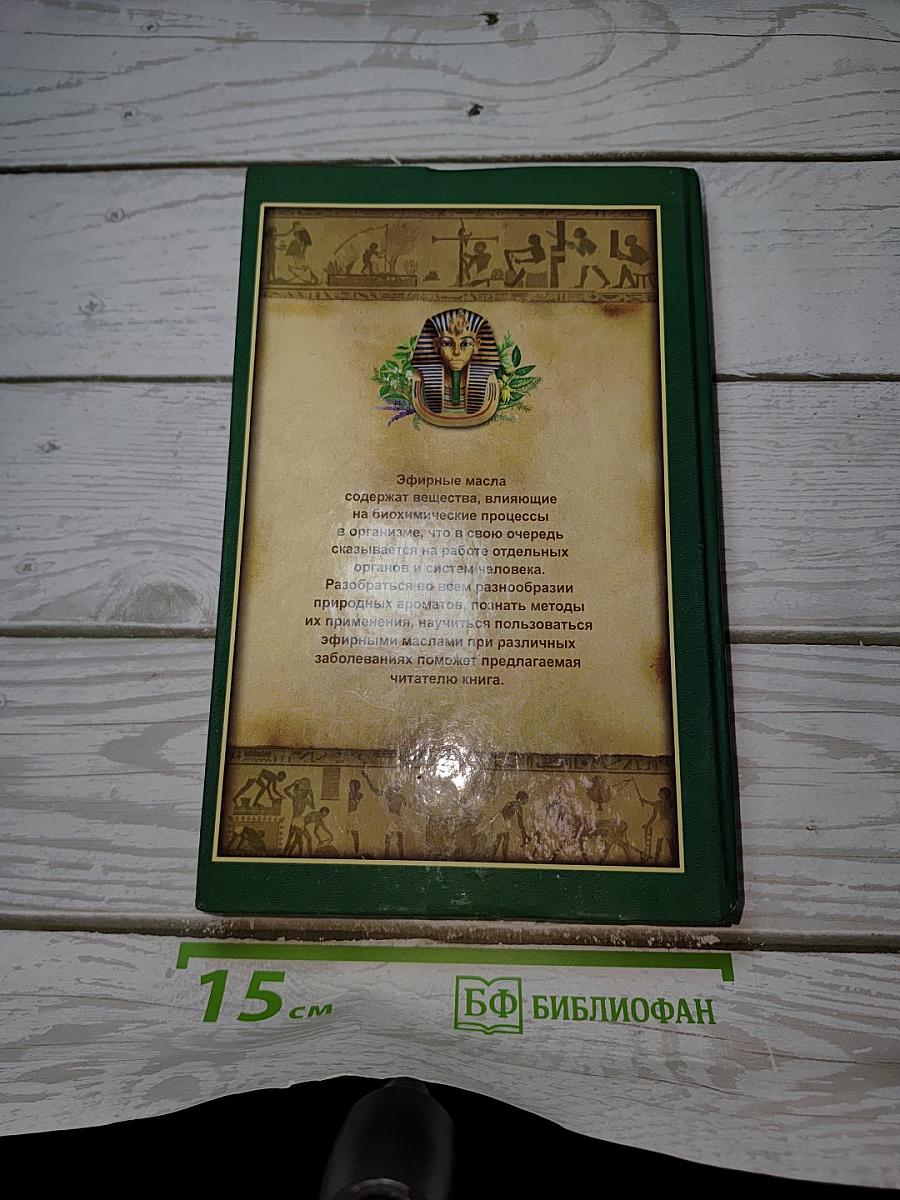 Эфирные масла
содержат вещества, влияющие
на биохимические процессы
в организме, что в свою очередь
сказывается на работе отдельных
органов и систем человека.
Разобраться во всем разнообразии
природных ароматов, познать методы
их применения, научиться пользоваться
эфирными маслами при различных
заболеваниях поможет предлагаемая
читателю книга.
15 см
БФ БИБЛИОФАН